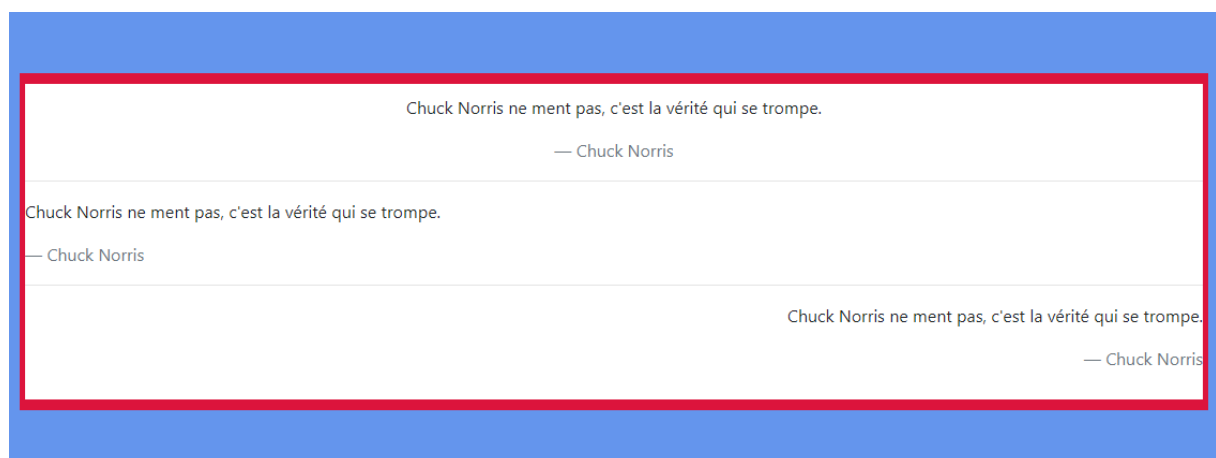 Chuck Norris ne ment pas, c'est la vérité qui se trompe.
— Chuck Norris
Chuck Norris ne ment pas, c'est la vérité qui se trompe.
— Chuck Norris
Chuck Norris ne ment pas, c'est la vérité qui se trompe.
— Chuck Norris